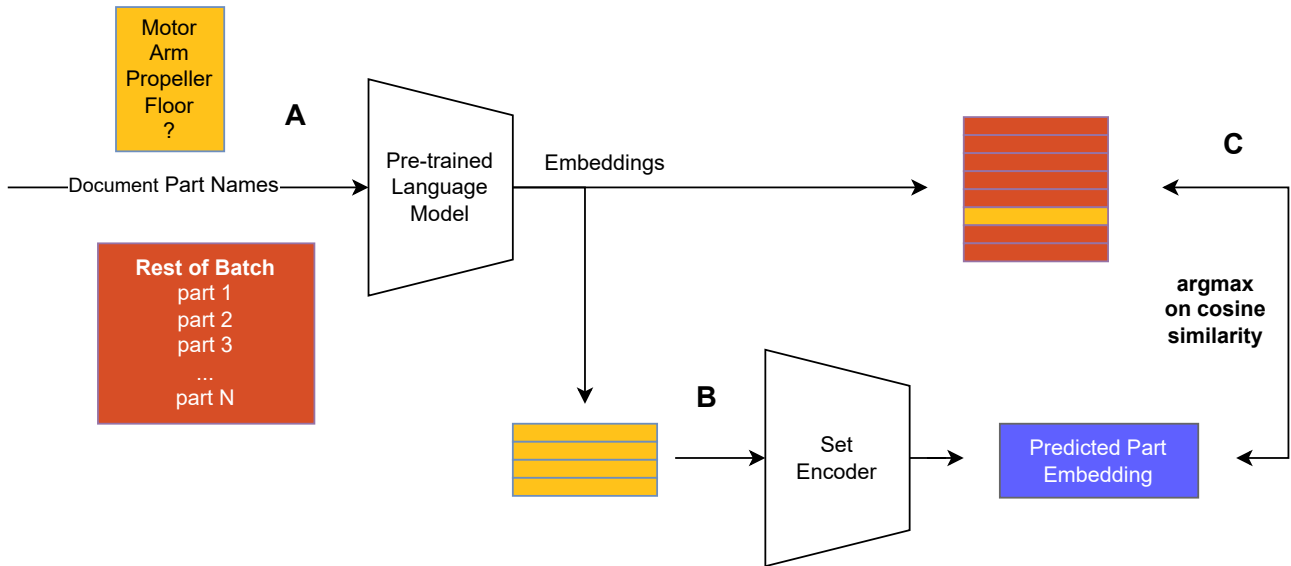 Motor
Arm
Propeller
Floor
?
A
Document Part Names
Pre-trained
Language
Model
Embeddings
C
Rest of Batch
part 1
part 2
part 3
...
part N
argmax
on cosine
similarity
B
Set
Encoder
Predicted Part
Embedding